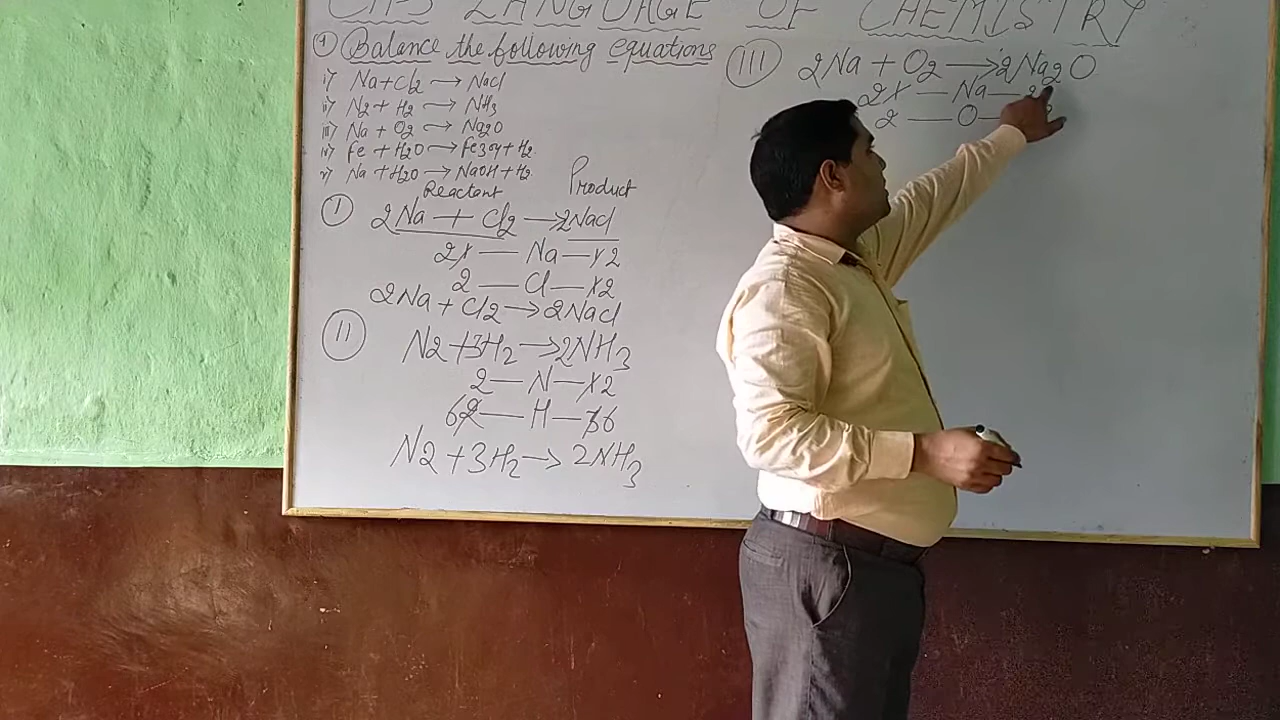 LANGUAGE OF CHEMISTRY
1 Balance the following equations
i) Na+Cl2 → Nacl
ii) N2 + H2 → NH3
iii) Na + O2 → Na2O
iv) Fe + H2O → Fe3O4 + H2
v) Na + H2O → NaOH + H2
Reactant Product
I 2Na + Cl2 → 2Nacl
2 1 — Na — 1 2
2 — Cl — 1 2
2Na + Cl2 → 2Nacl
II N2 + 3H2 → 2NH3
2 — N — 1 2
6 2 — H — 3 6
N2 + 3H2 → 2NH3
III 2Na + O2 → 2Na2O
2 1 — Na — 2
2 — O —